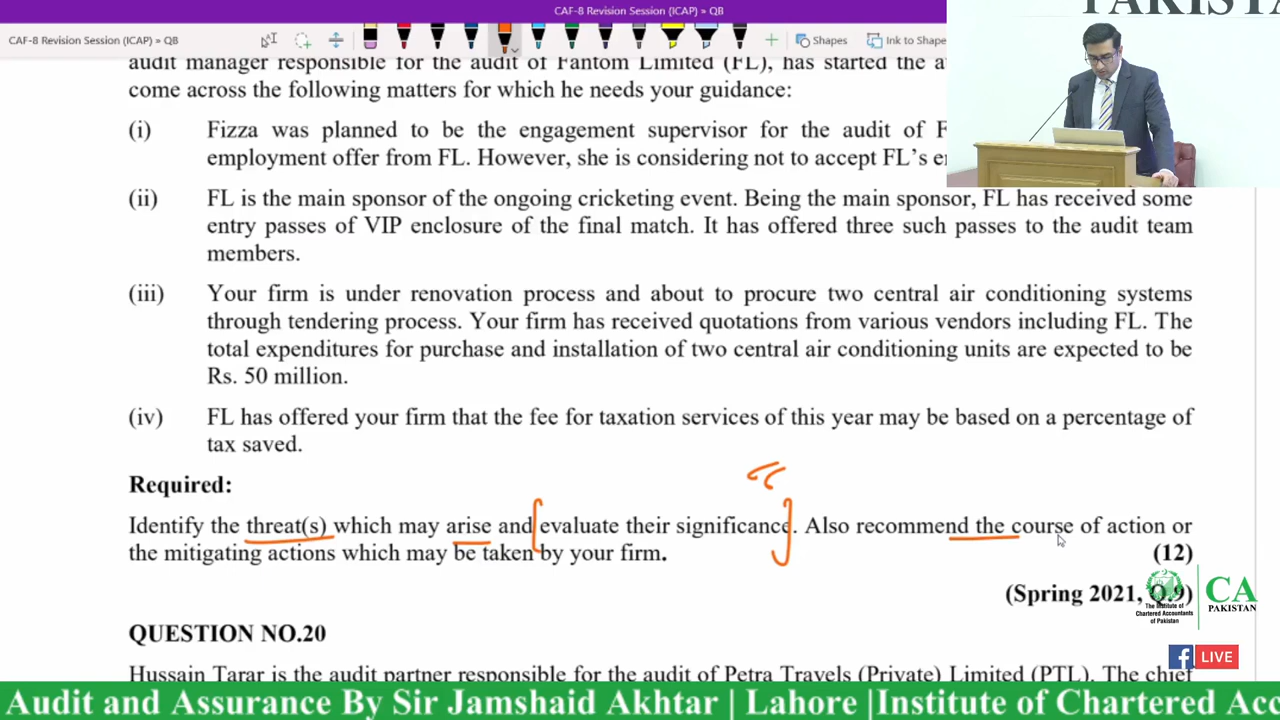 CAF-8 Revision Session (ICAP) » QB
PAKISTA
CAF-8 Revision Session (ICAP) » QB
Shapes
Ink to Shape
audit manager responsible for the audit of Fantom Limited (FL), has started the
come across the following matters for which he needs your guidance:
(i) Fizza was planned to be the engagement supervisor for the audit of
employment offer from FL. However, she is considering not to accept FL's
(ii) FL is the main sponsor of the ongoing cricketing event. Being the main sponsor, FL has received some
entry passes of VIP enclosure of the final match. It has offered three such passes to the audit team
members.
(iii) Your firm is under renovation process and about to procure two central air conditioning systems
through tendering process. Your firm has received quotations from various vendors including FL. The
total expenditures for purchase and installation of two central air conditioning units are expected to be
Rs. 50 million.
(iv) FL has offered your firm that the fee for taxation services of this year may be based on a percentage of
tax saved.
Required:
Identify the threat(s) which may arise and evaluate their significance. Also recommend the course of action or
the mitigating actions which may be taken by your firm.
(12)
(Spring 2021, Q.9)
The Institute of
Chartered Accountants
of Pakistan
CA
PAKISTAN
QUESTION NO.20
LIVE
Hussain Tarar is the audit partner responsible for the audit of Petra Travels (Private) Limited (PTL). The chief
Audit and Assurance By Sir Jamshaid Akhtar | Lahore |Institute of Chartered Acc